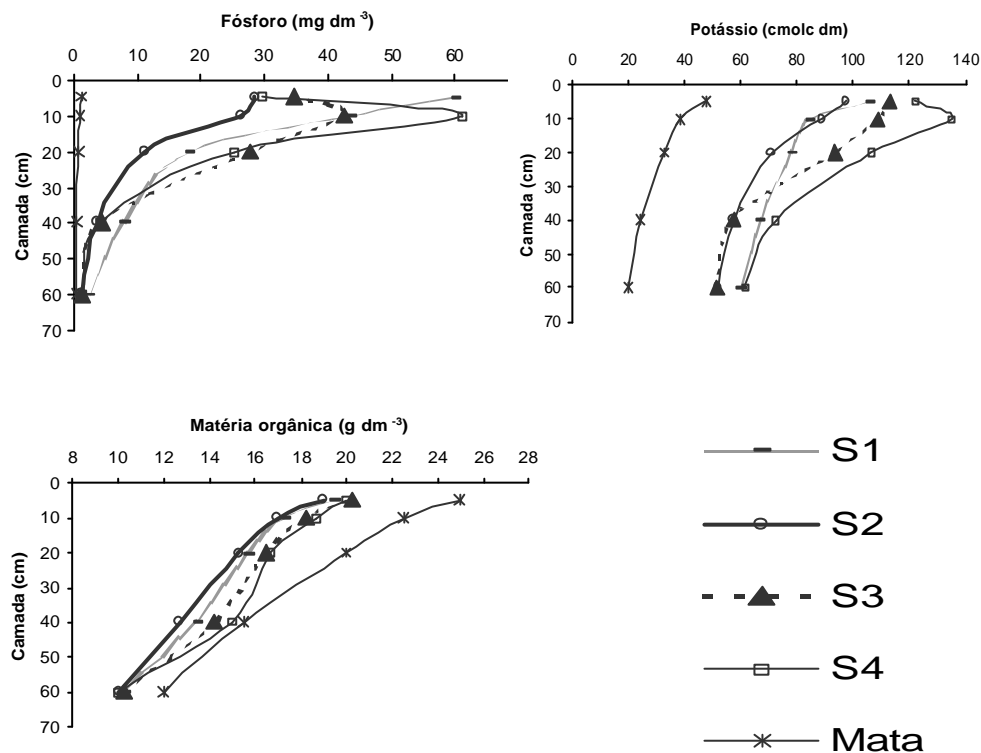 Fósforo (mg dm -3)
0 10 20 30 40 50 60
Camada (cm)
0
10
20
30
40
50
60
70
Potássio (cmolc dm)
0 20 40 60 80 100 120 140
Camada (cm)
0
10
20
30
40
50
60
70
Matéria orgânica (g dm -3)
8 10 12 14 16 18 20 22 24 26 28
Camada (cm)
0
10
20
30
40
50
60
70
S1
S2
S3
S4
Mata